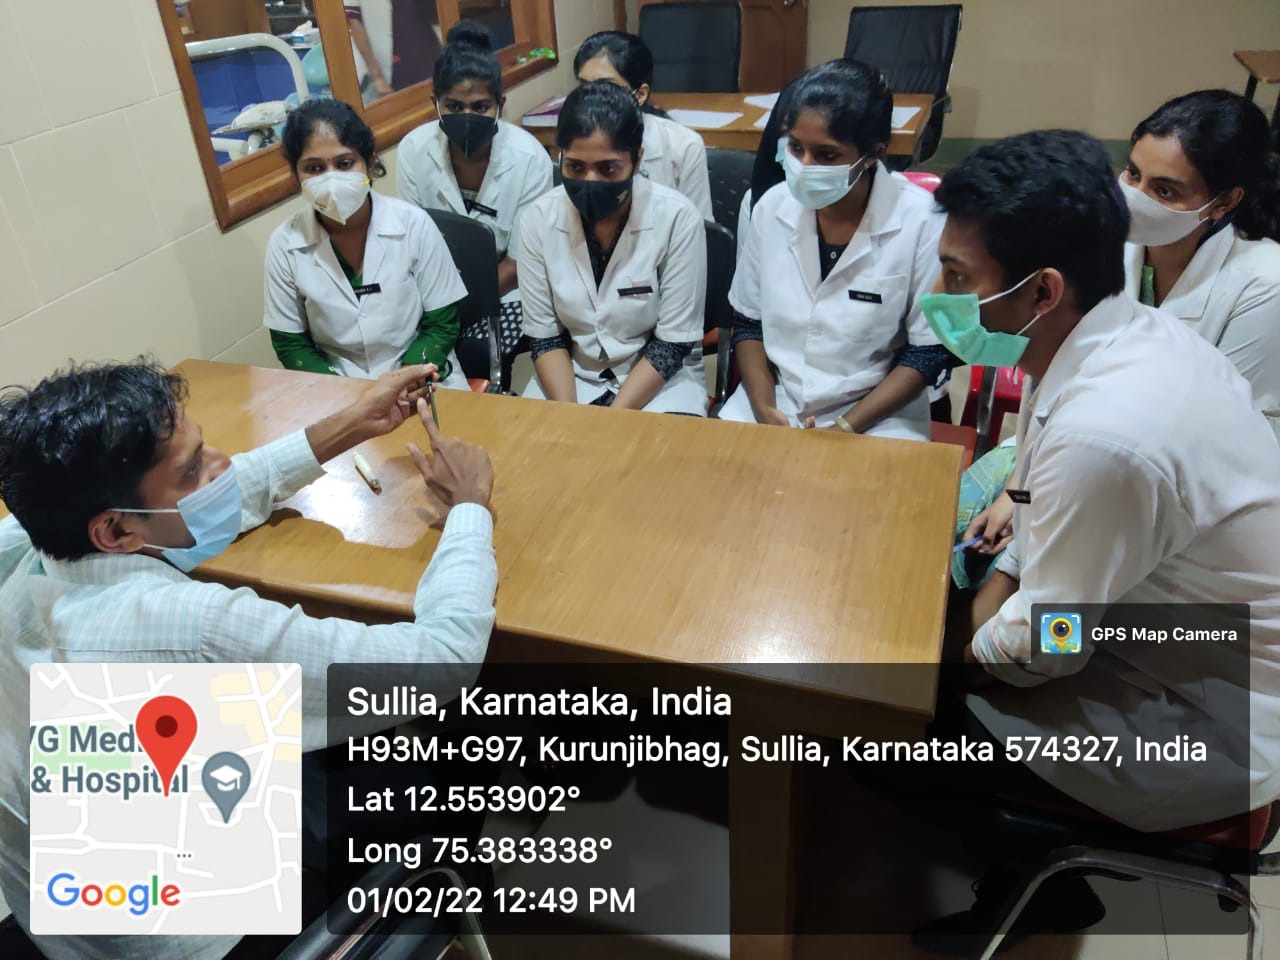 GPS Map Camera
Sullia, Karnataka, India
H93M+G97, Kurunjibhag, Sullia, Karnataka 574327, India
Lat 12.553902°
Long 75.383338°
01/02/22 12:49 PM
& Hospital
Google